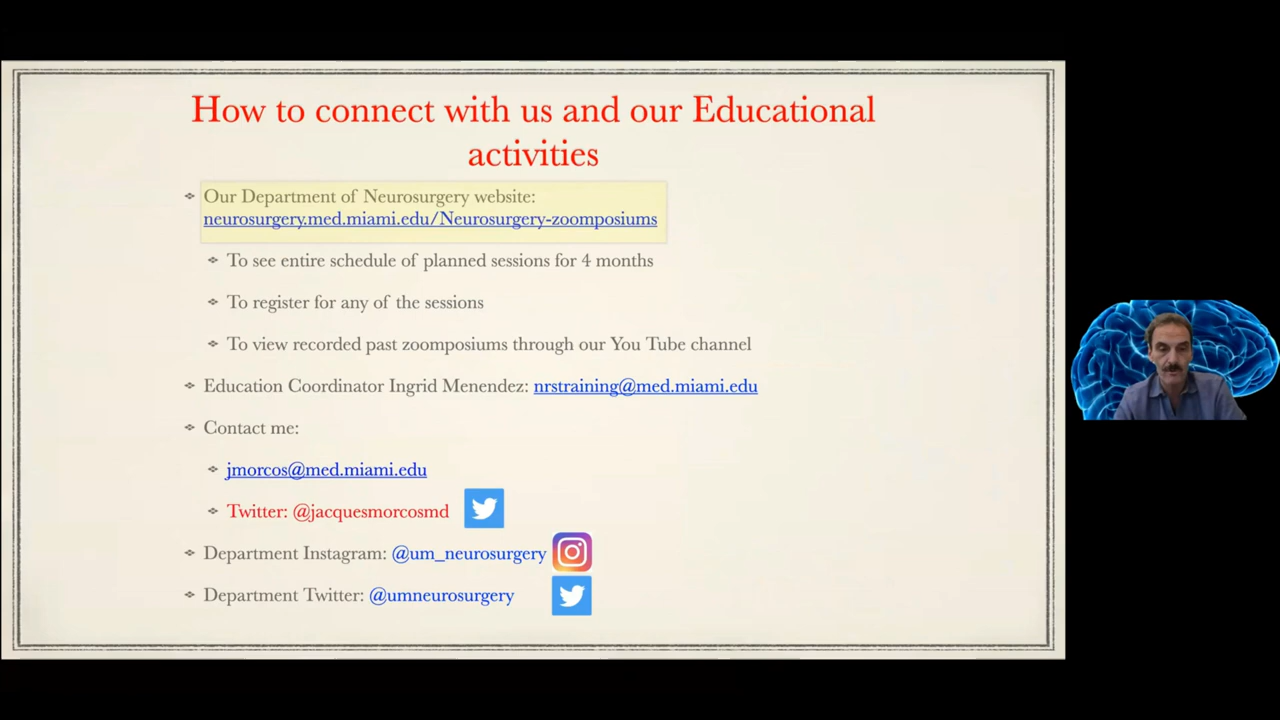 How to connect with us and our Educational
activities
Our Department of Neurosurgery website:
neurosurgery.med.miami.edu/Neurosurgery-zoomposiums
To see entire schedule of planned sessions for 4 months
To register for any of the sessions
To view recorded past zoomposiums through our You Tube channel
Education Coordinator Ingrid Menendez: nrstraining@med.miami.edu
Contact me:
jmorcos@med.miami.edu
Twitter: @jacquesmorcosmd
Department Instagram: @um_neurosurgery
Department Twitter: @umneurosurgery